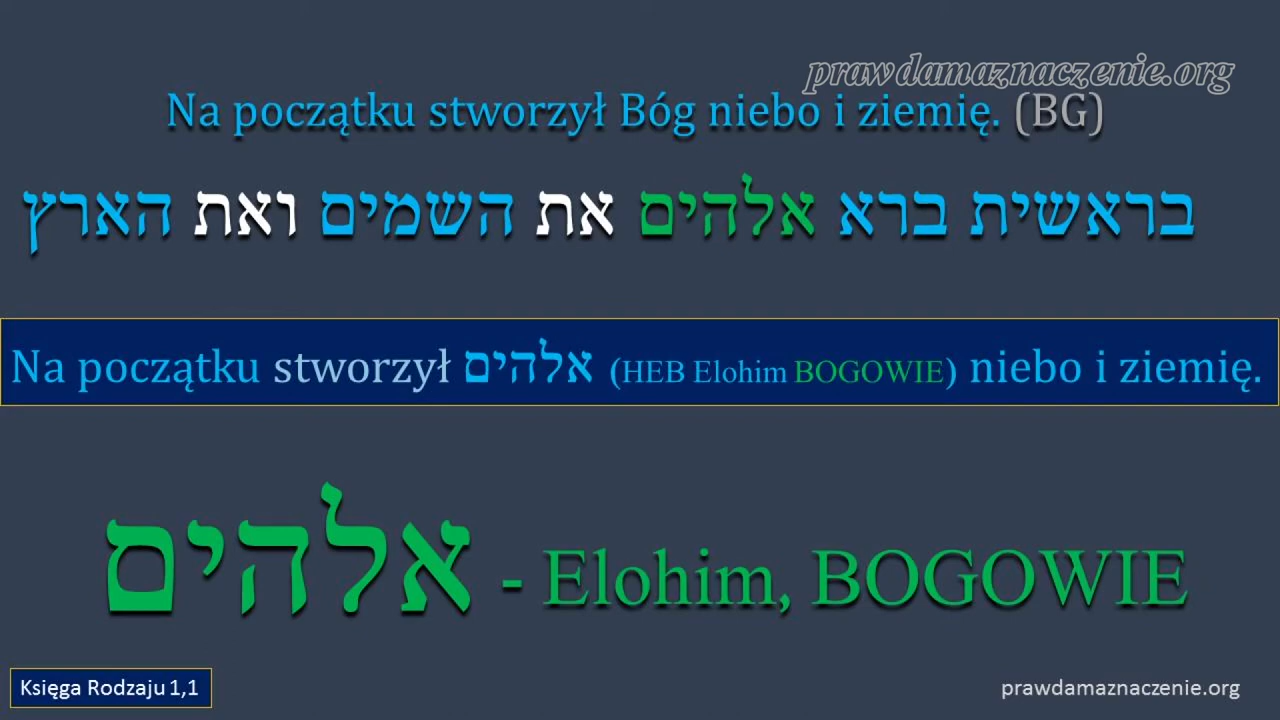 prawdamaznaczenie.org
Na początku stworzył Bóg niebo i ziemię. (BG)
בראשית ברא אלהים את השמים ואת הארץ
Na początku stworzył אלהים (HEB Elohim BOGOWIE) niebo i ziemię.
אלהים - Elohim, BOGOWIE
Księga Rodzaju 1,1
prawdamaznaczenie.org